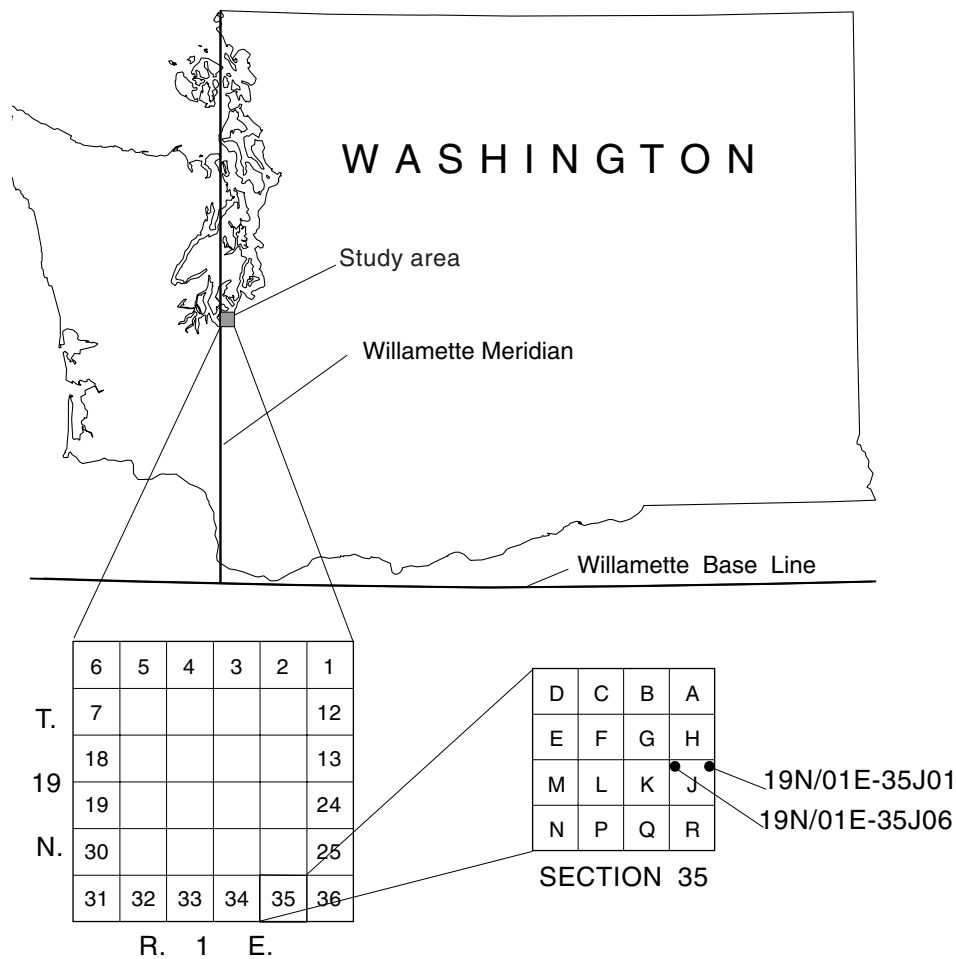 WASHINGTON
Study area
Willamette Meridian
Willamette Base Line
6 5 4 3 2 1
7 12
18 13
19 24
30 25
31 32 33 34 35 36
T.
19
N.
R. 1 E.
D C B A
E F G H
M L K J
N P Q R
19N/01E-35J01
19N/01E-35J06
SECTION 35